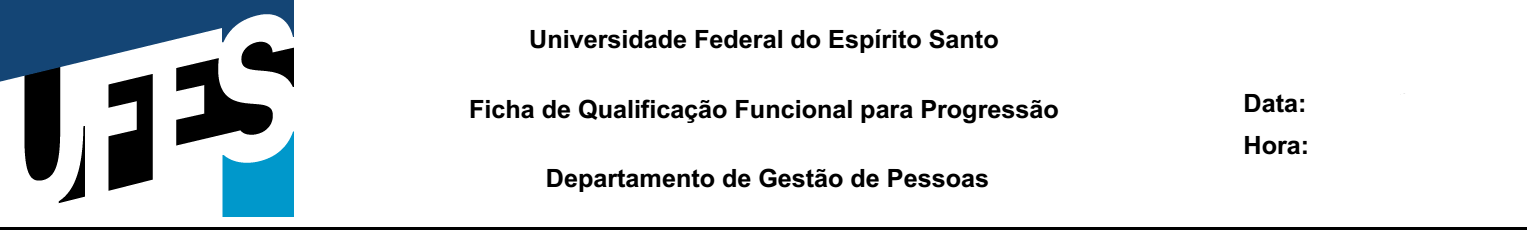 UFES
Universidade Federal do Espírito Santo
Ficha de Qualificação Funcional para Progressão
Data:
Hora:
Departamento de Gestão de Pessoas